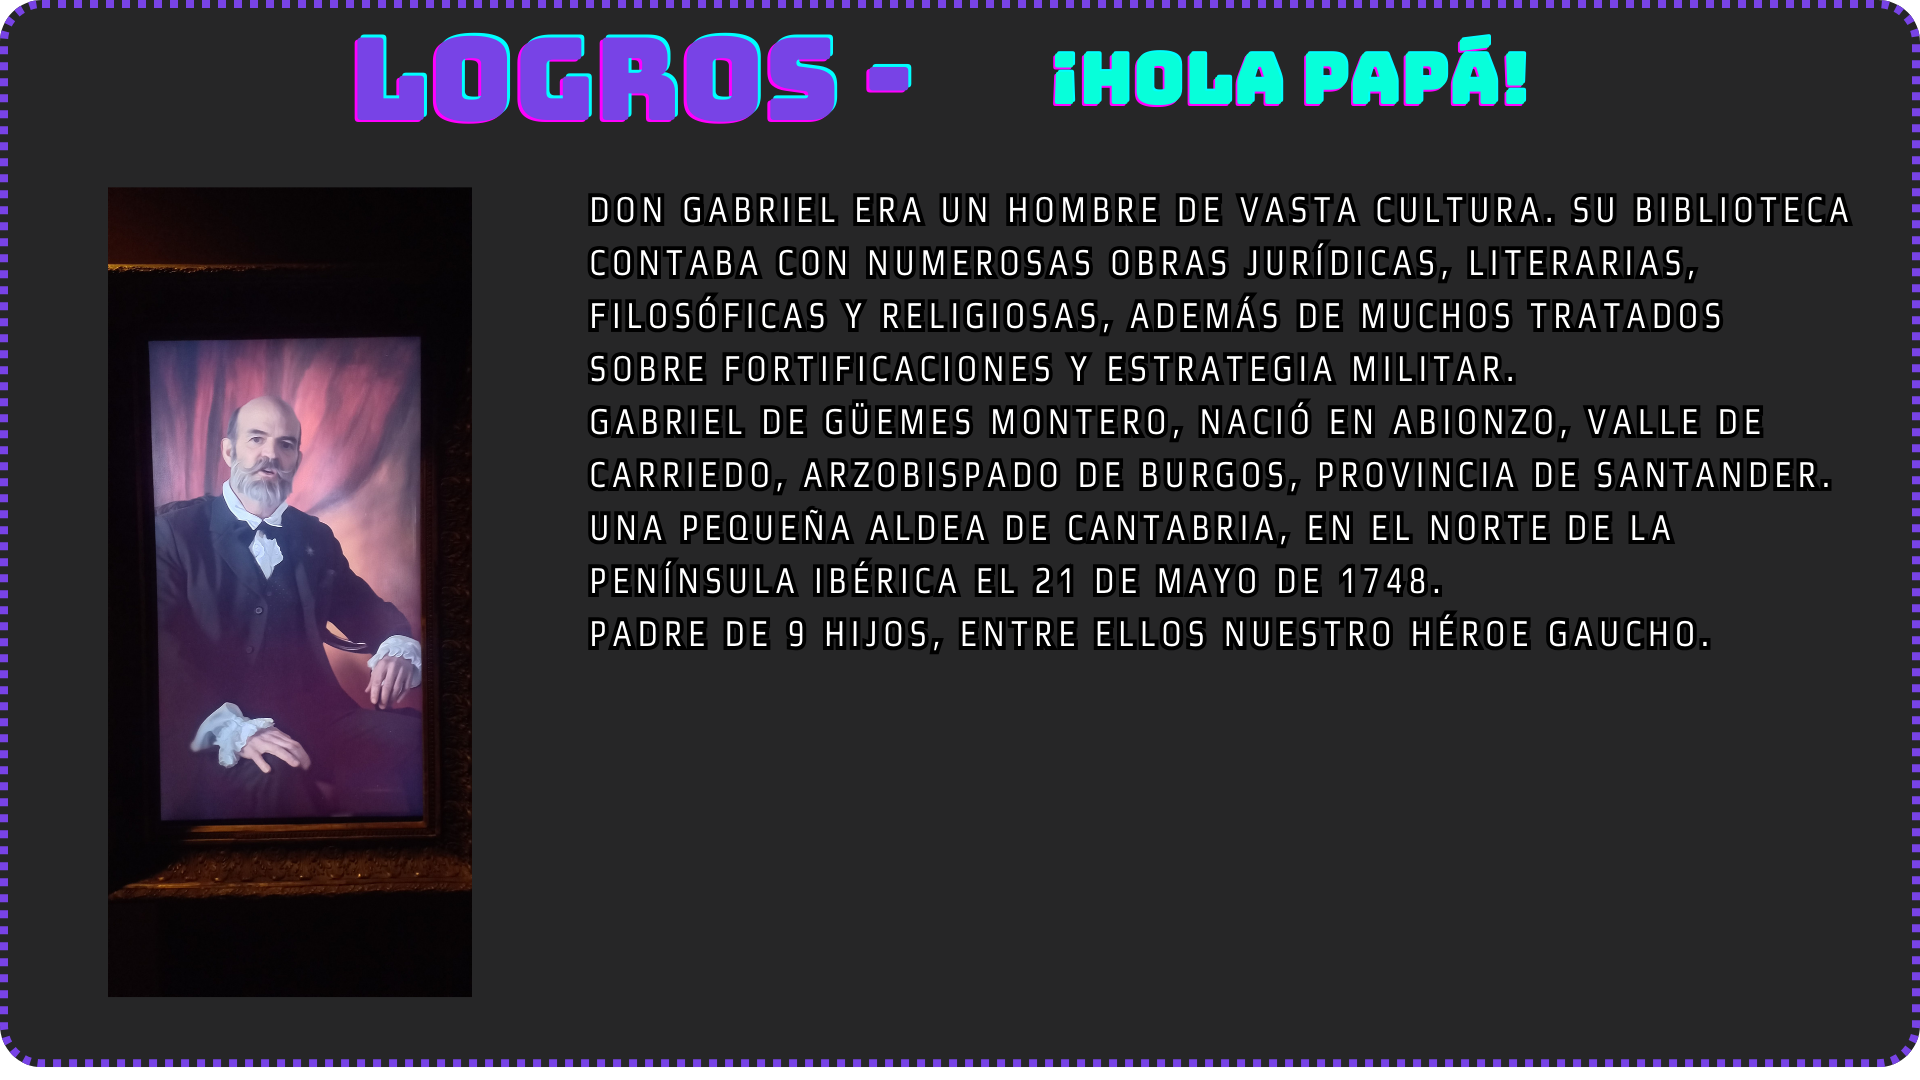 LOGROS - ¡HOLA PAPÁ!
DON GABRIEL ERA UN HOMBRE DE VASTA CULTURA. SU BIBLIOTECA
CONTABA CON NUMEROSAS OBRAS JURÍDICAS, LITERARIAS,
FILOSÓFICAS Y RELIGIOSAS, ADEMÁS DE MUCHOS TRATADOS
SOBRE FORTIFICACIONES Y ESTRATEGIA MILITAR.
GABRIEL DE GÜEMES MONTERO, NACIÓ EN ABIONZO, VALLE DE
CARRIEDO, ARZOBISPADO DE BURGOS, PROVINCIA DE SANTANDER.
UNA PEQUEÑA ALDEA DE CANTABRIA, EN EL NORTE DE LA
PENÍNSULA IBÉRICA EL 21 DE MAYO DE 1748.
PADRE DE 9 HIJOS, ENTRE ELLOS NUESTRO HÉROE GAUCHO.